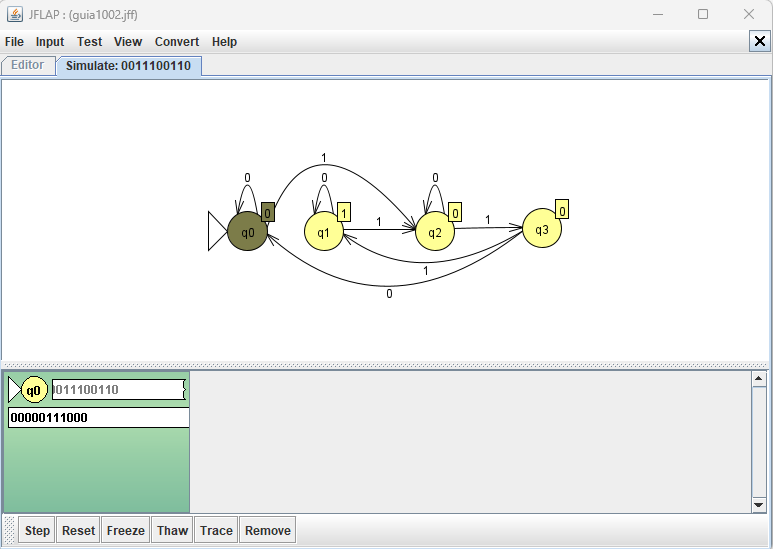 JFLAP : (guia1002.jff)
File Input Test View Convert Help
Editor Simulate: 0011100110
1
0 0 0
0 1 0 0
q0 q1 1 q2 1 q3
1
0
q0 0011100110
00000111000
Step Reset Freeze Thaw Trace Remove